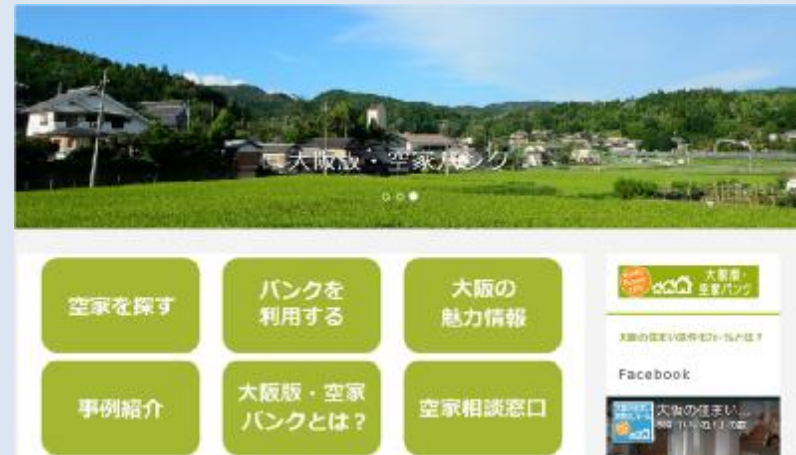 大阪版・空家バンク
空家を探す
バンクを
利用する
大阪の
魅力情報
事例紹介
大阪版・空家
バンクとは？
空家相談窓口
大阪版・
空家バンク
Facebook
大阪の住まい...